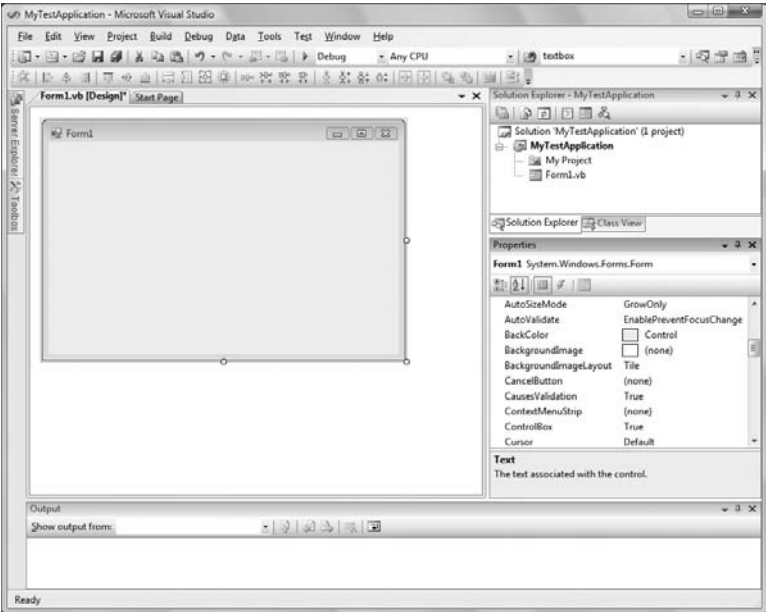 MyTestApplication - Microsoft Visual Studio
File Edit View Project Build Debug Data Tools Test Window Help
Debug Any CPU textbox
Form1.vb [Design]* Start Page
Server Explorer
Toolbox
Form1
Solution Explorer - MyTestApplication
Solution 'MyTestApplication' (1 project)
MyTestApplication
My Project
Form1.vb
Solution Explorer Class View
Properties
Form1 System.Windows.Forms.Form
AutoSizeMode GrowOnly
AutoValidate EnablePreventFocusChange
BackColor Control
BackgroundImage (none)
BackgroundImageLayout Tile
CancelButton (none)
CausesValidation True
ContextMenuStrip (none)
ControlBox True
Cursor Default
Text
The text associated with the control.
Output
Show output from:
Ready